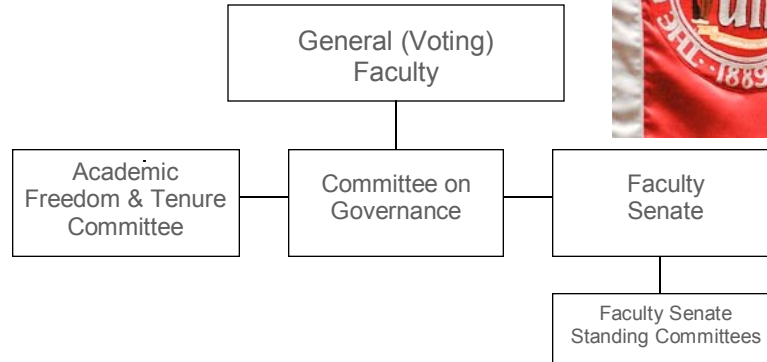 General (Voting)
Faculty
Academic
Freedom & Tenure
Committee
Committee on
Governance
Faculty
Senate
Faculty Senate
Standing Committees
1889